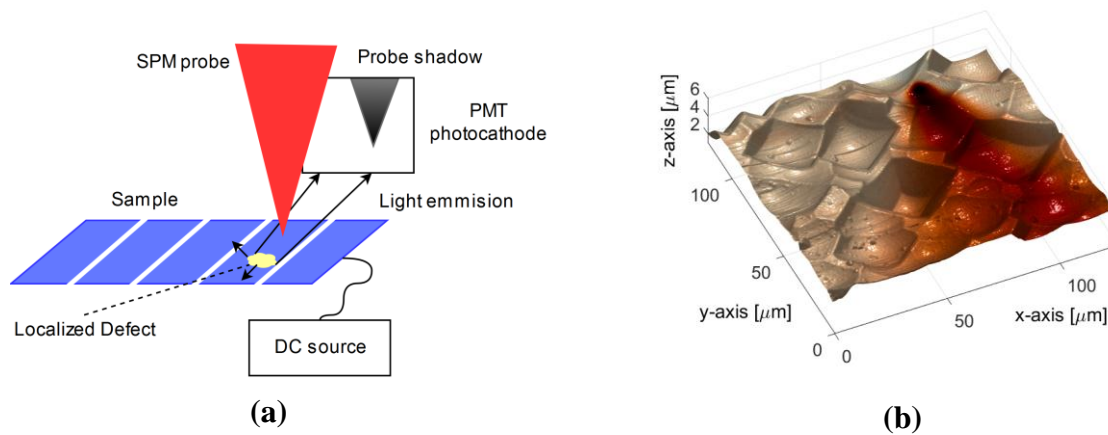 SPM probe
Probe shadow
PMT
photocathode
Sample
Light emmision
Localized Defect
DC source
(a)
z-axis [μm]
6
4
2
100
50
0
y-axis [μm]
0
50
100
x-axis [μm]
(b)